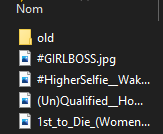 Nom
old
#GIRLBOSS.jpg
#HigherSelfie__Wak...
(Un)Qualified__Ho...
1st_to_Die_(Women...